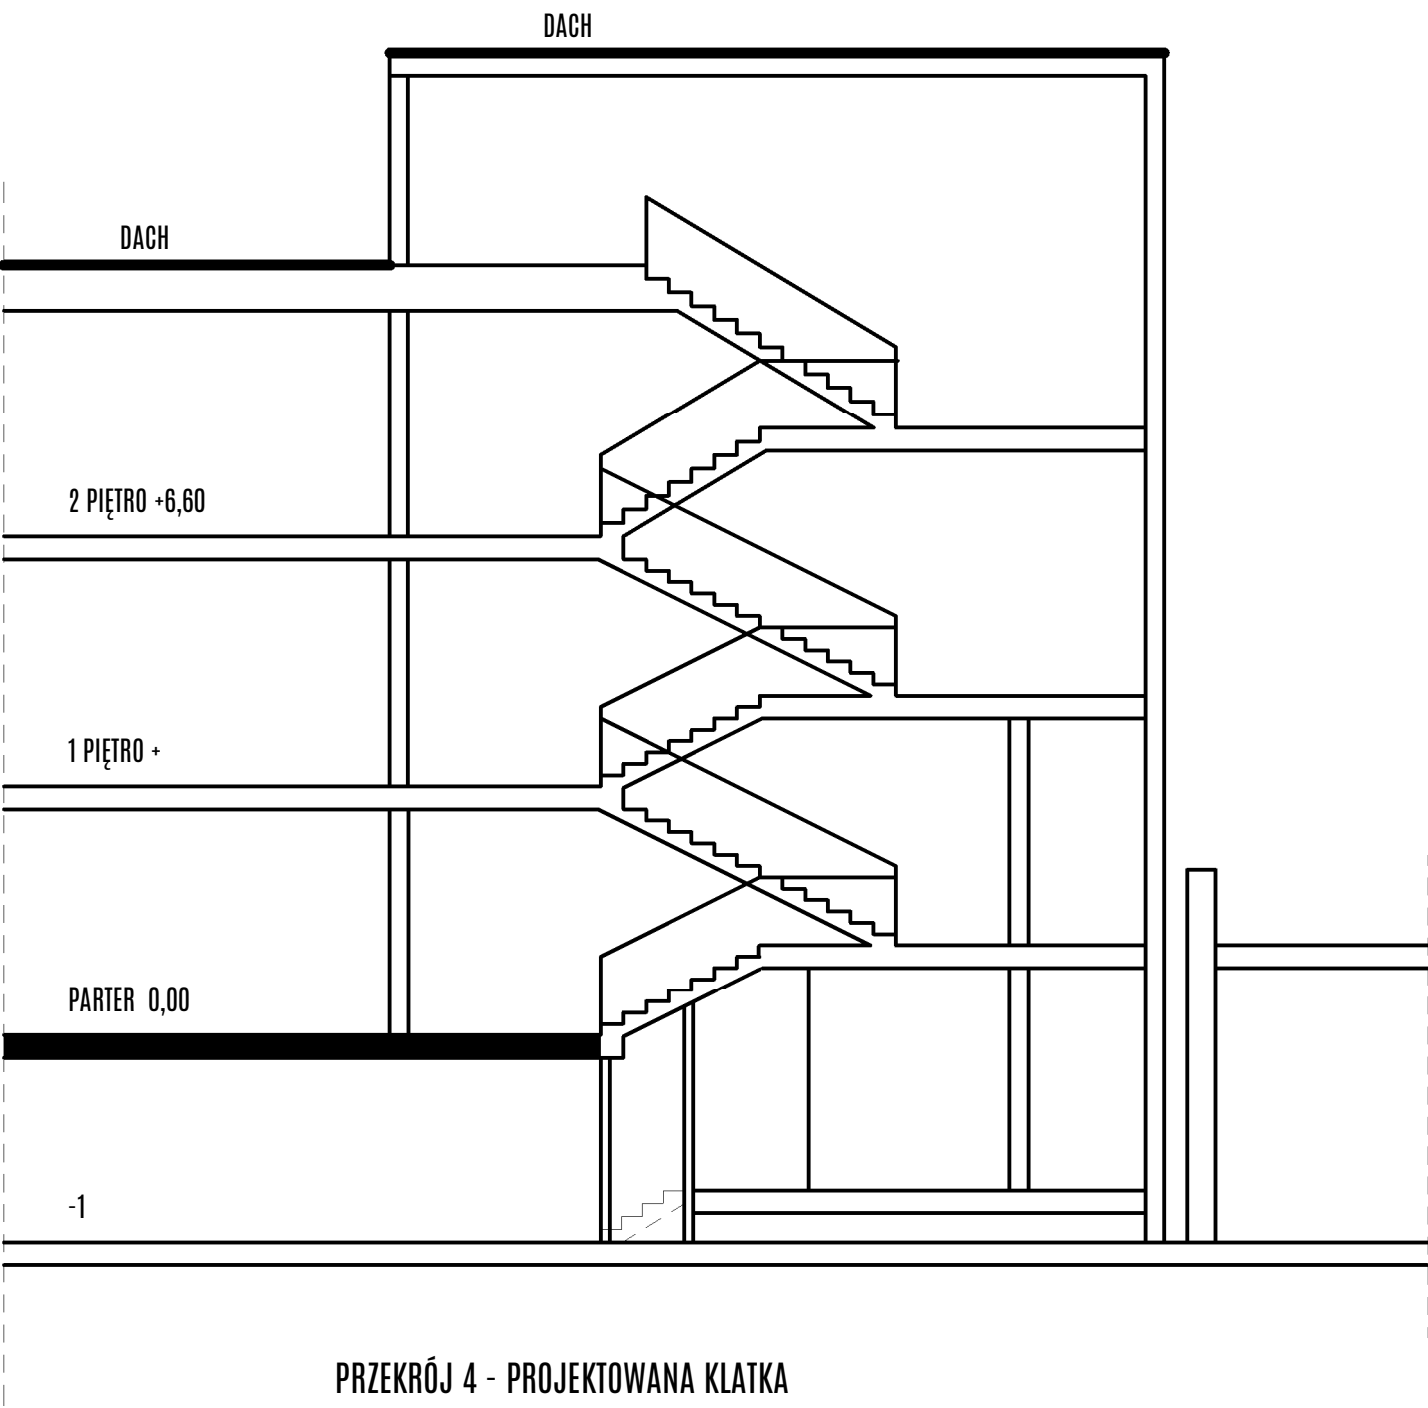 DACH
DACH
2 PIĘTRO +6,60
1 PIĘTRO +
PARTER 0,00
-1
PRZEKRÓJ 4 - PROJEKTOWANA KLATKA